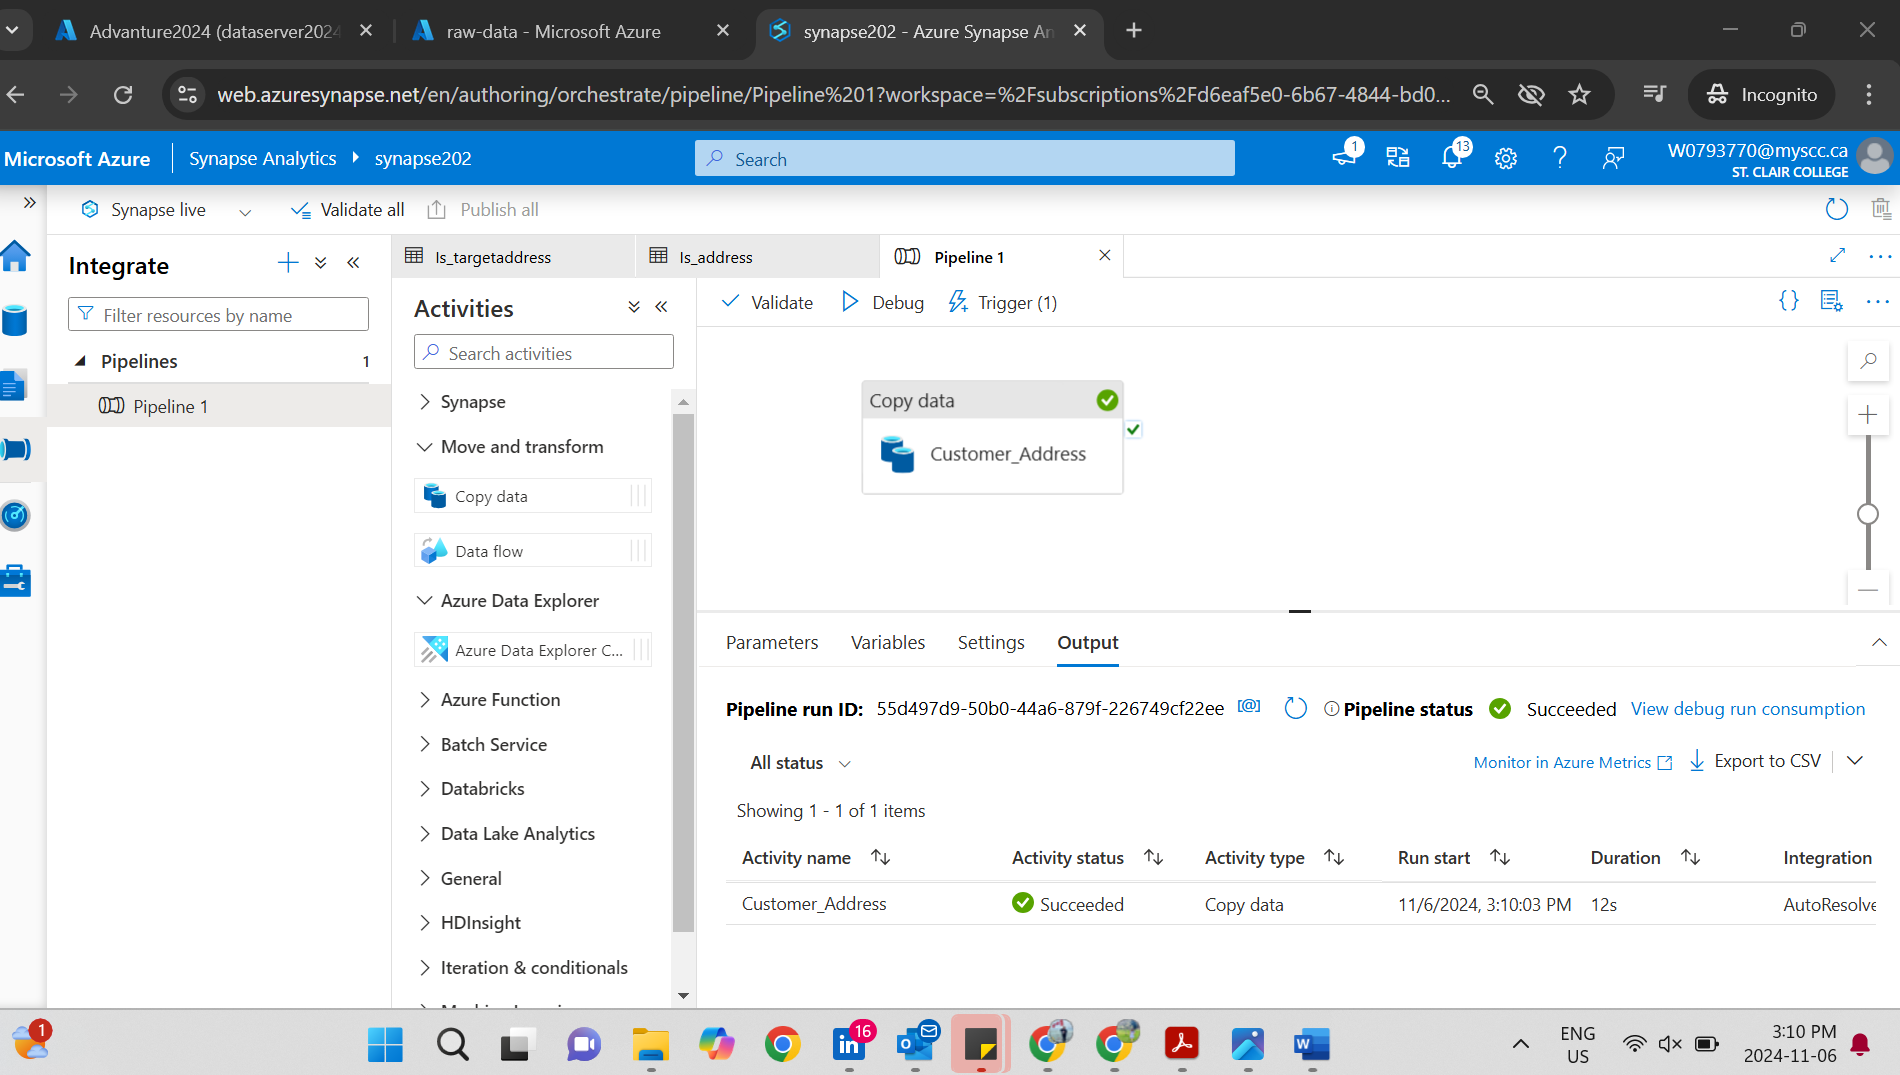 Advanture2024 (dataserver2024
raw-data - Microsoft Azure
synapse202 - Azure Synapse An
web.azuresynapse.net/en/authoring/orchestrate/pipeline/Pipeline%201?workspace=%2Fsubscriptions%2Fd6eaf5e0-6b67-4844-bd0...
Incognito
Microsoft Azure
Synapse Analytics
synapse202
Search
1
13
W0793770@myscc.ca
ST. CLAIR COLLEGE
Synapse live
Validate all
Publish all
Integrate
Filter resources by name
Pipelines
1
Pipeline 1
ls_targetaddress
ls_address
Pipeline 1
Activities
Search activities
Synapse
Move and transform
Copy data
Data flow
Azure Data Explorer
Azure Data Explorer C...
Azure Function
Batch Service
Databricks
Data Lake Analytics
General
HDInsight
Iteration & conditionals
Validate
Debug
Trigger (1)
Copy data
Customer_Address
Parameters
Variables
Settings
Output
Pipeline run ID: 55d497d9-50b0-44a6-879f-226749cf22ee
Pipeline status
Succeeded
View debug run consumption
All status
Monitor in Azure Metrics
Export to CSV
Showing 1 - 1 of 1 items
Activity name
Activity status
Activity type
Run start
Duration
Integration
Customer_Address
Succeeded
Copy data
11/6/2024, 3:10:03 PM
12s
AutoResolve
1
16
ENG
US
3:10 PM
2024-11-06